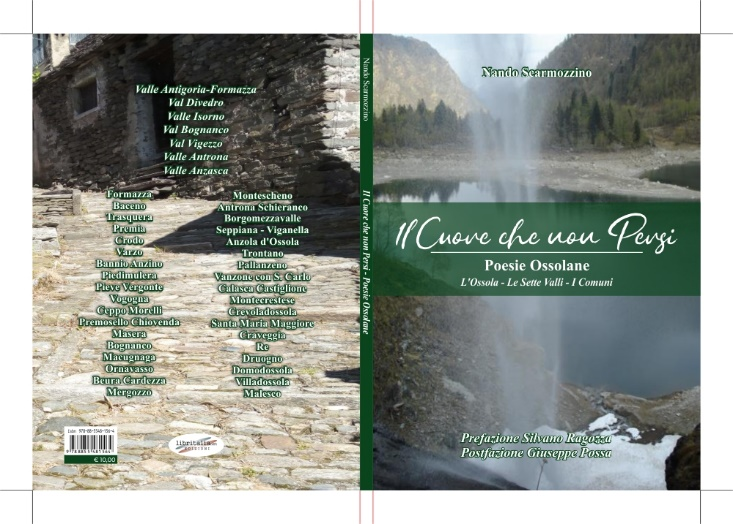 Valle Antigoria-Formazza
Val Divedro
Valle Isorno
Val Bognanco
Val Vigezzo
Valle Antrona
Valle Anzasca
Formazza
Baceno
Trasquera
Premia
Crodo
Varzo
Bannio Anzino
Piedimulera
Pieve Vergonte
Vogogna
Ceppo Morelli
Premosello Chiovenda
Masera
Bognanco
Macugnaga
Ornavasso
Beura-Cardezza
Mergozzo
Montescheno
Antrona Schieranco
Borgomezzavalle
Seppiana - Viganella
Anzola d'Ossola
Trontano
Pallanzeno
Vanzone con S. Carlo
Calasca Castiglione
Montecrestese
Crevoladossola
Santa Maria Maggiore
Craveggia
Re
Druogno
Domodossola
Villadossola
Malesco
€ 10,00
libritalia
EDIZIONI
Nando Scarmozzino
Il Cuore che non Persi - Poesie Ossolane
Nando Scarmozzino
Il Cuore che non Persi
Poesie Ossolane
L'Ossola - Le Sette Valli - I Comuni
Prefazione Silvano Ragozza
Postfazione Giuseppe Possa